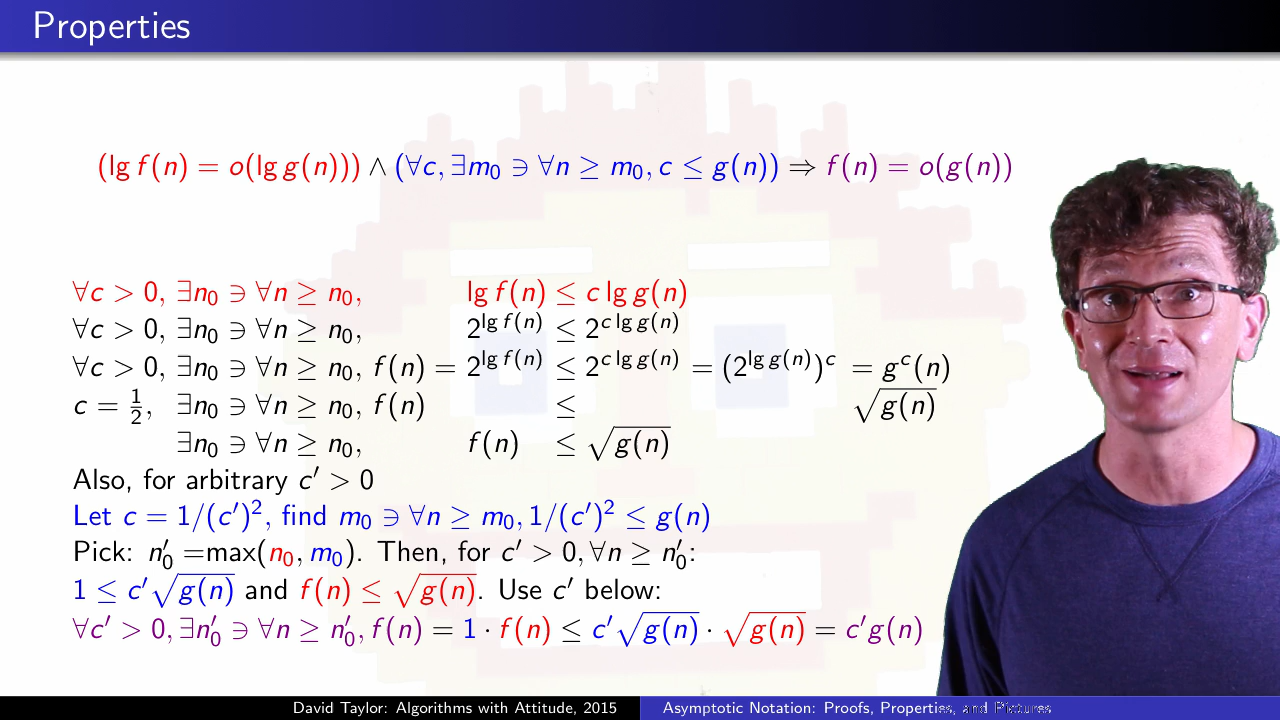 Properties
(lg f(n) = o(lg g(n))) ∧ (∀c, ∃m₀ ∋ ∀n ≥ m₀, c ≤ g(n)) ⇒ f(n) = o(g(n))
∀c > 0, ∃n₀ ∋ ∀n ≥ n₀, lg f(n) ≤ c lg g(n)
∀c > 0, ∃n₀ ∋ ∀n ≥ n₀, 2^{lg f(n)} ≤ 2^{c lg g(n)}
∀c > 0, ∃n₀ ∋ ∀n ≥ n₀, f(n) = 2^{lg f(n)} ≤ 2^{c lg g(n)} = (2^{lg g(n)})^c = g^c(n)
c = 1/2, ∃n₀ ∋ ∀n ≥ n₀, f(n) ≤ √g(n)
∃n₀ ∋ ∀n ≥ n₀, f(n) ≤ √g(n)
Also, for arbitrary c′ > 0
Let c = 1/(c′)², find m₀ ∋ ∀n ≥ m₀, 1/(c′)² ≤ g(n)
Pick: n′₀ =max(n₀, m₀). Then, for c′ > 0, ∀n ≥ n′₀:
1 ≤ c′√g(n) and f(n) ≤ √g(n). Use c′ below:
∀c′ > 0, ∃n′₀ ∋ ∀n ≥ n′₀, f(n) = 1 · f(n) ≤ c′√g(n) · √g(n) = c′g(n)
David Taylor: Algorithms with Attitude, 2015 Asymptotic Notation: Proofs, Properties, and Pictures